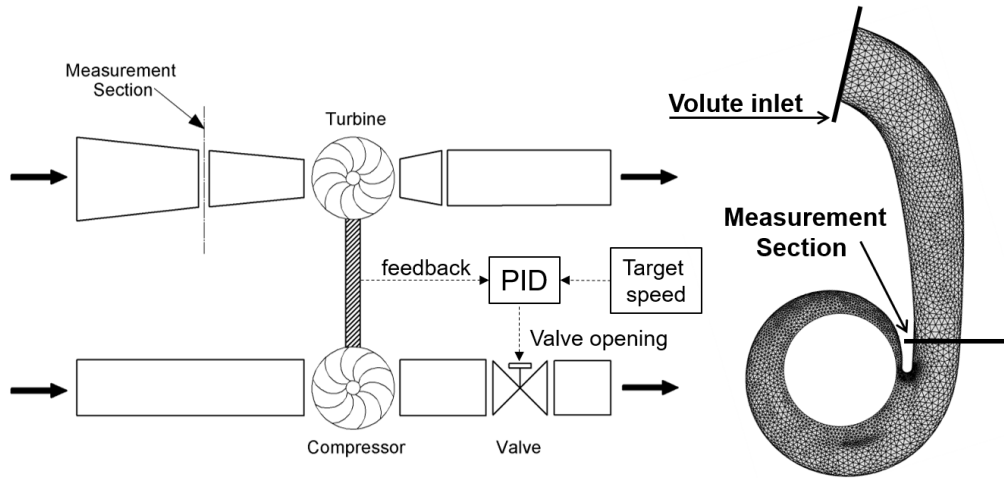 Measurement
Section
Turbine
feedback
PID
Target
speed
Valve opening
Compressor
Valve
Volute inlet
Measurement
Section